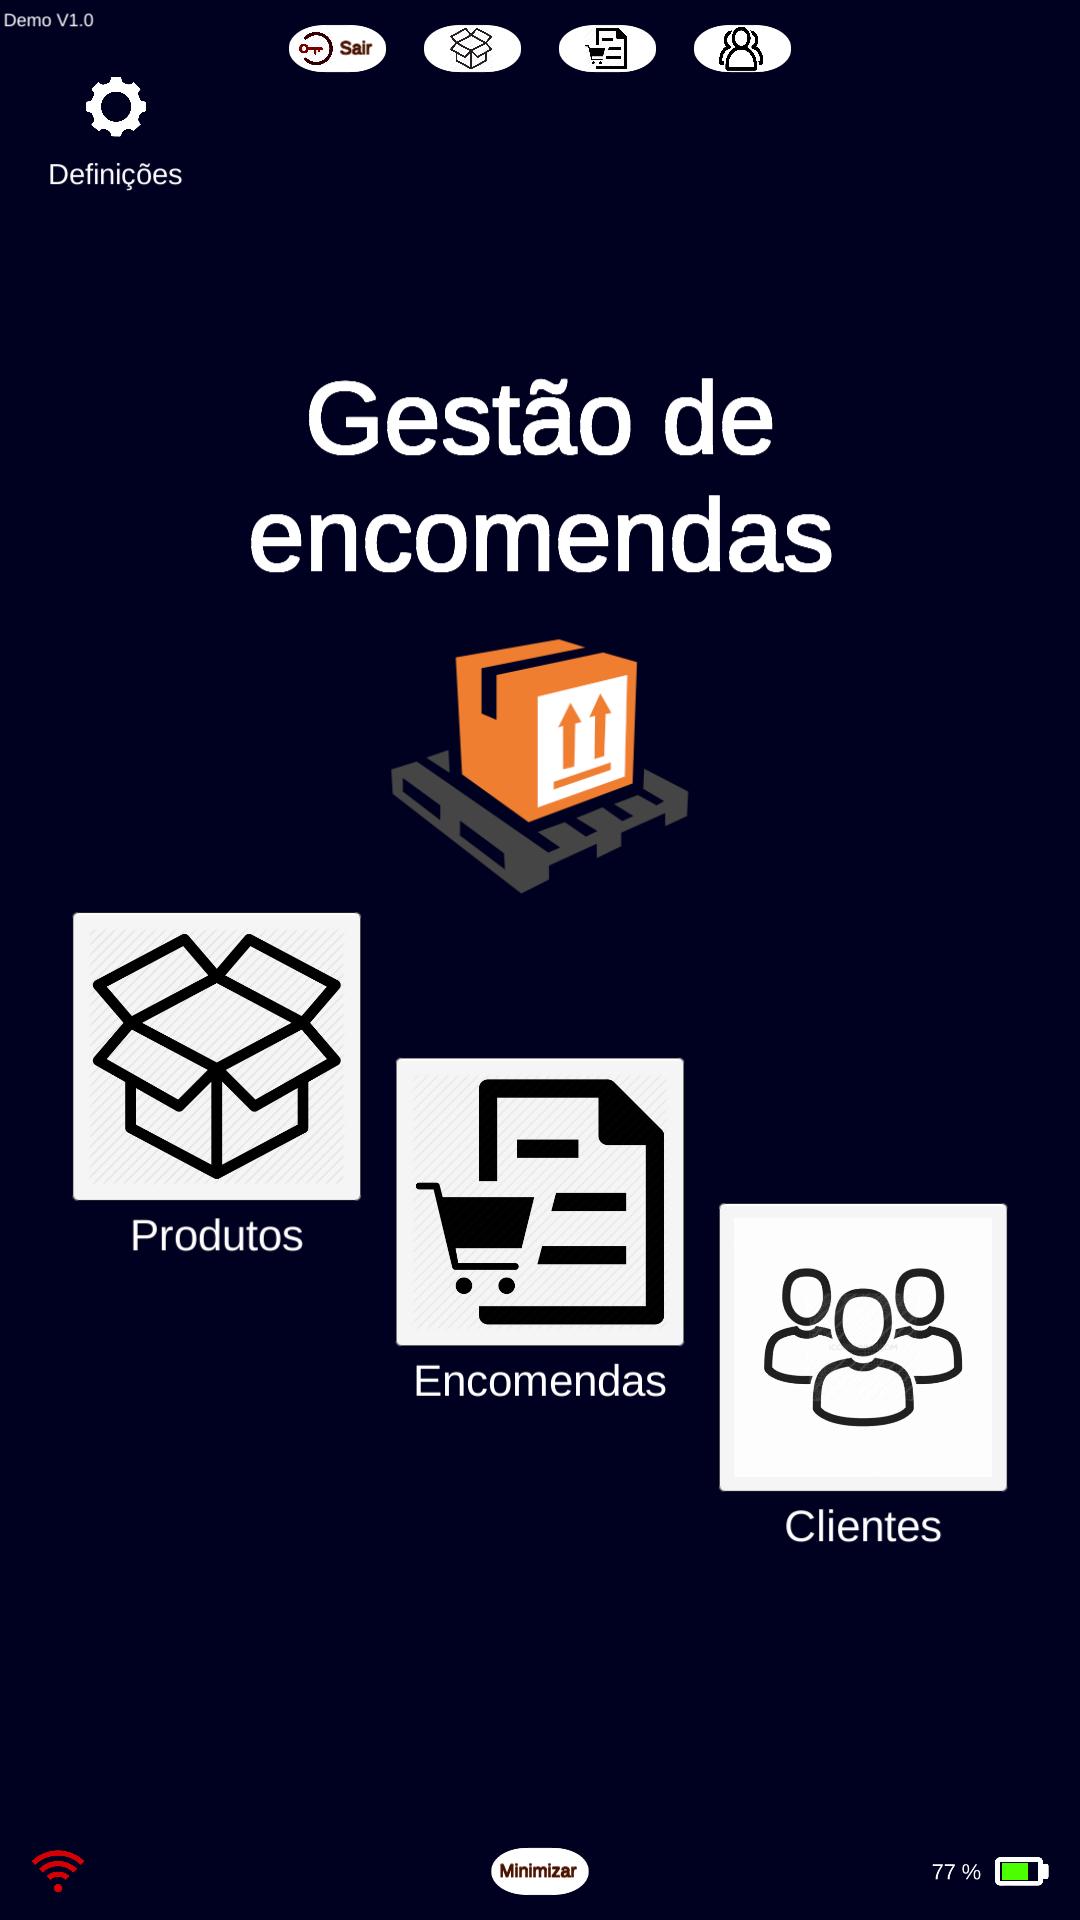 Demo V1.0
Sair
Definições
Gestão de
encomendas
Produtos
Encomendas
Clientes
Minimizar
77 %